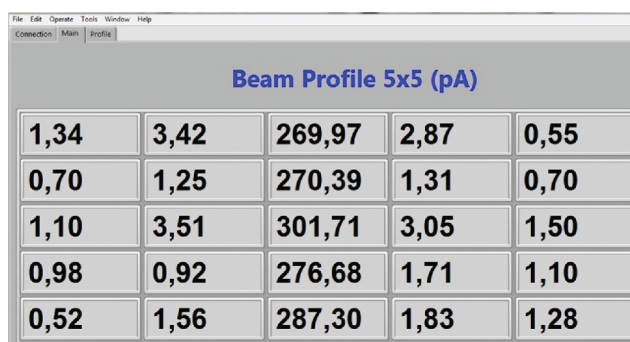 File Edit Operate Tools Window Help
Connection Main Profile
Beam Profile 5x5 (pA)
1,34 3,42 269,97 2,87 0,55
0,70 1,25 270,39 1,31 0,70
1,10 3,51 301,71 3,05 1,50
0,98 0,92 276,68 1,71 1,10
0,52 1,56 287,30 1,83 1,28